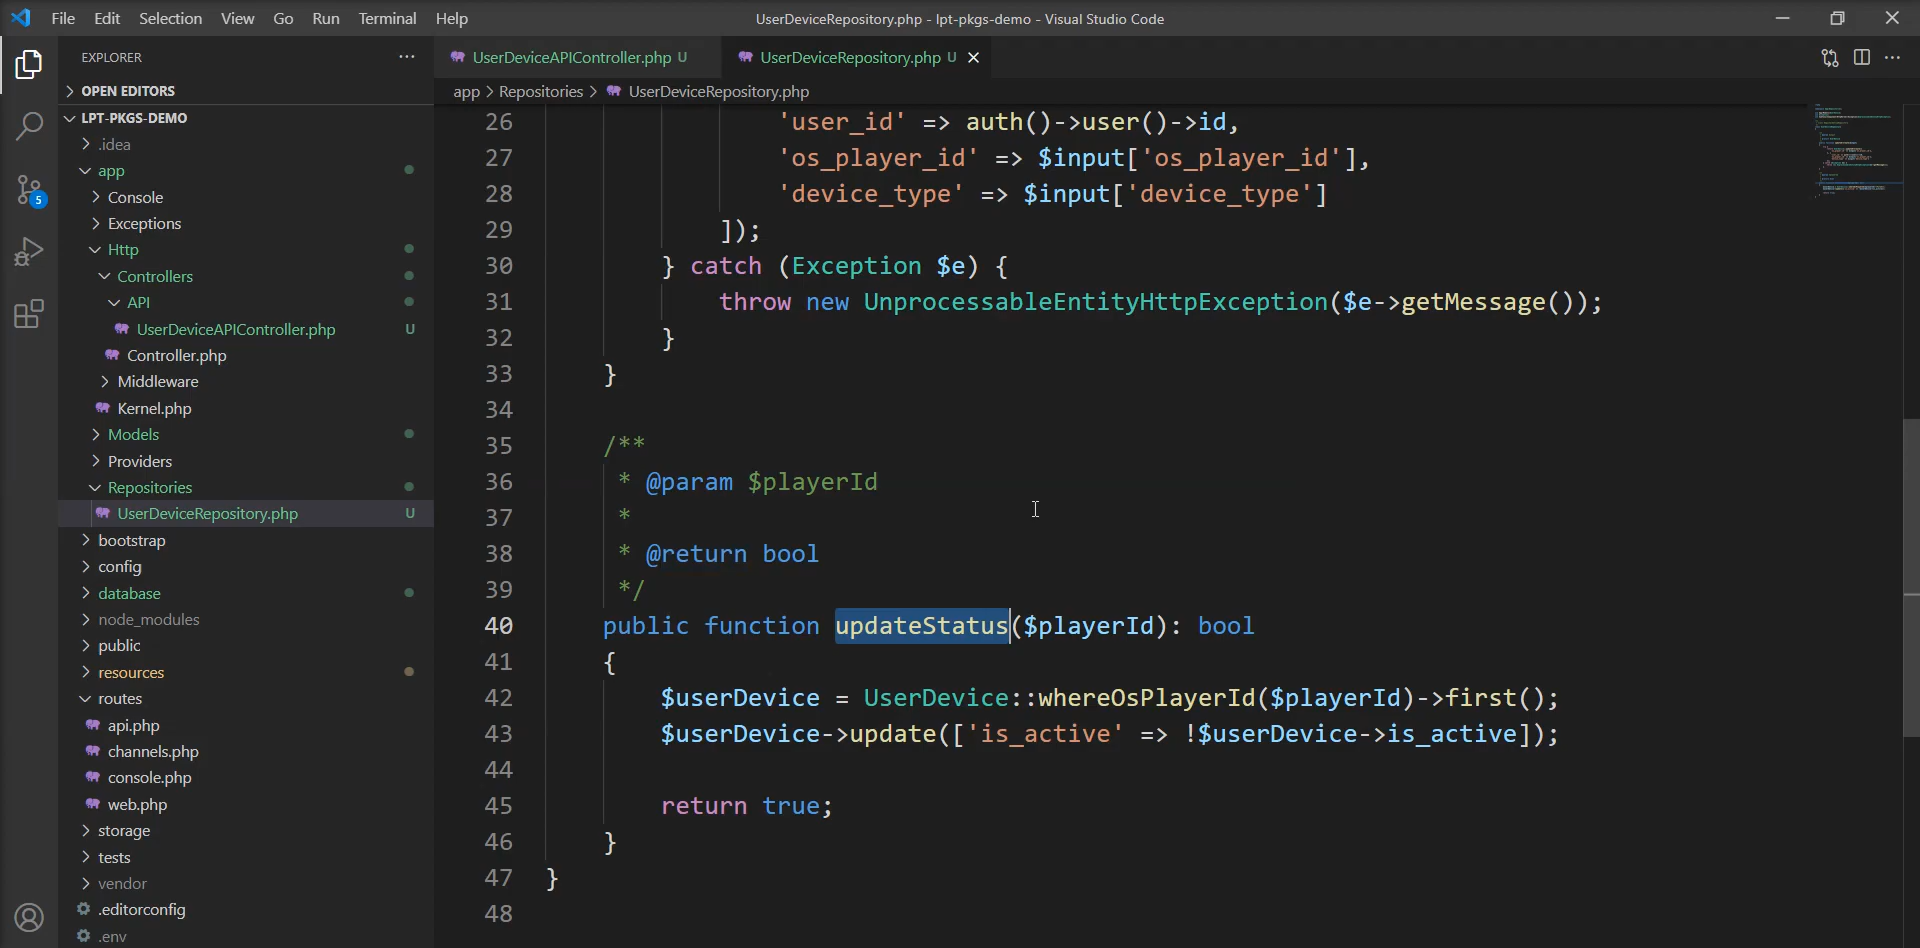 File Edit Selection View Go Run Terminal Help
UserDeviceRepository.php - lpt-pkgs-demo - Visual Studio Code
EXPLORER
OPEN EDITORS
LPT-PKGS-DEMO
.idea
app
Console
Exceptions
Http
Controllers
API
UserDeviceAPIController.php U
Controller.php
Middleware
Kernel.php
Models
Providers
Repositories
UserDeviceRepository.php U
bootstrap
config
database
node_modules
public
resources
routes
api.php
channels.php
console.php
web.php
storage
tests
vendor
.editorconfig
.env
5
UserDeviceAPIController.php U
UserDeviceRepository.php U
app > Repositories > UserDeviceRepository.php
26 'user_id' => auth()->user()->id,
27 'os_player_id' => $input['os_player_id'],
28 'device_type' => $input['device_type']
29 ]);
30 } catch (Exception $e) {
31 throw new UnprocessableEntityHttpException($e->getMessage());
32 }
33 }
34
35 /**
36 * @param $playerId
37 *
38 * @return bool
39 */
40 public function updateStatus($playerId): bool
41 {
42 $userDevice = UserDevice::whereOsPlayerId($playerId)->first();
43 $userDevice->update(['is_active' => !$userDevice->is_active]);
44
45 return true;
46 }
47 }
48